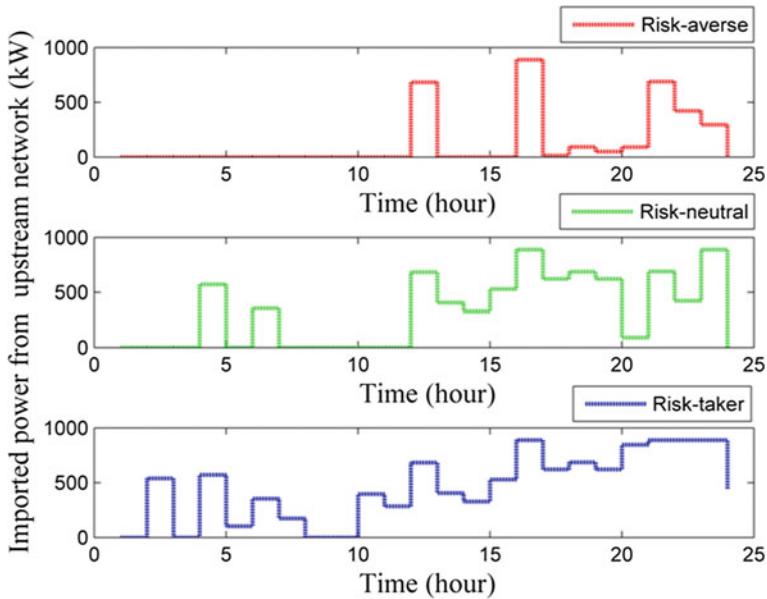 Imported power from upstream network (kW)
Risk-averse
1000
500
0
0 5 10 15 20 25
Time (hour)
Risk-neutral
1000
500
0
0 5 10 15 20 25
Time (hour)
Risk-taker
1000
500
0
0 5 10 15 20 25
Time (hour)